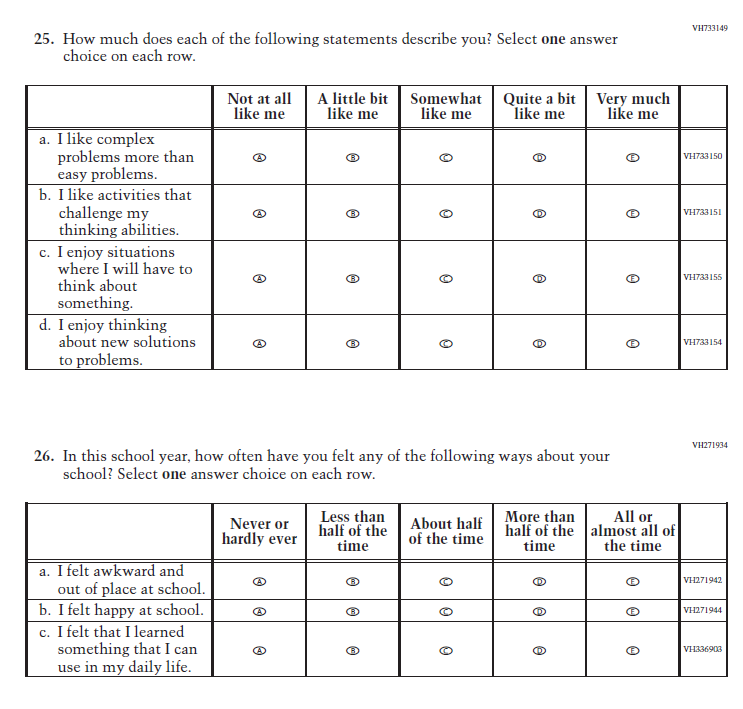 VH733149
25. How much does each of the following statements describe you? Select one answer
choice on each row.
Not at all
like me
A little bit
like me
Somewhat
like me
Quite a bit
like me
Very much
like me
a. I like complex
problems more than
easy problems.
A B C D E VH733150
b. I like activities that
challenge my
thinking abilities.
A B C D E VH733151
c. I enjoy situations
where I will have to
think about
something.
A B C D E VH733155
d. I enjoy thinking
about new solutions
to problems.
A B C D E VH733154
VH271934
26. In this school year, how often have you felt any of the following ways about your
school? Select one answer choice on each row.
Never or
hardly ever
Less than
half of the
time
About half
of the time
More than
half of the
time
All or
almost all of
the time
a. I felt awkward and
out of place at school.
A B C D E VH271942
b. I felt happy at school.
A B C D E VH271944
c. I felt that I learned
something that I can
use in my daily life.
A B C D E VH336903